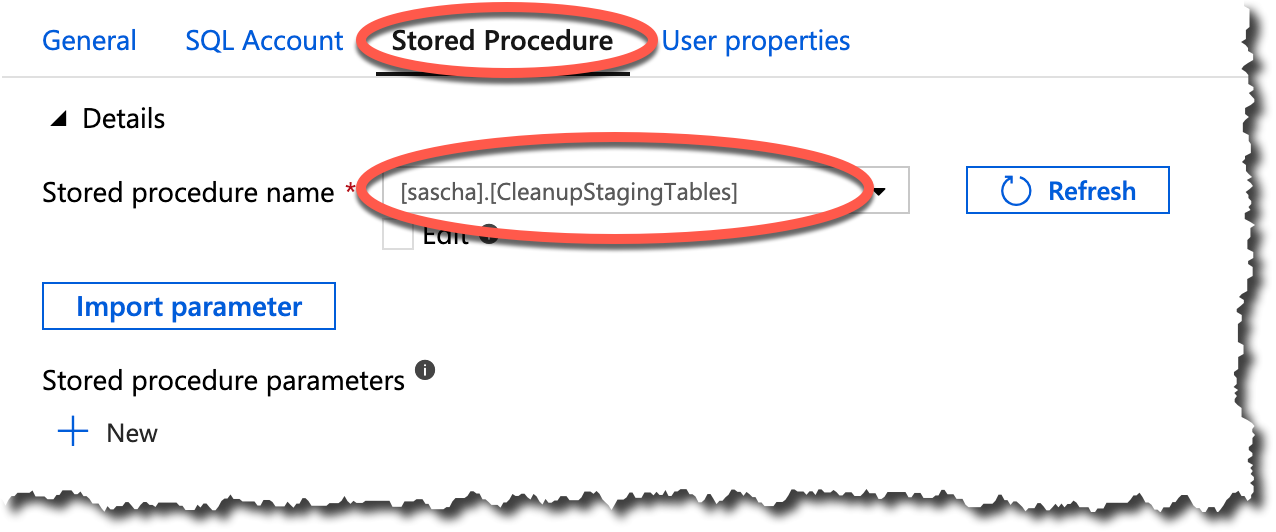 General SQL Account Stored Procedure User properties
Details
Stored procedure name * [sascha].[CleanupStagingTables] Refresh
Edit
Import parameter
Stored procedure parameters
New